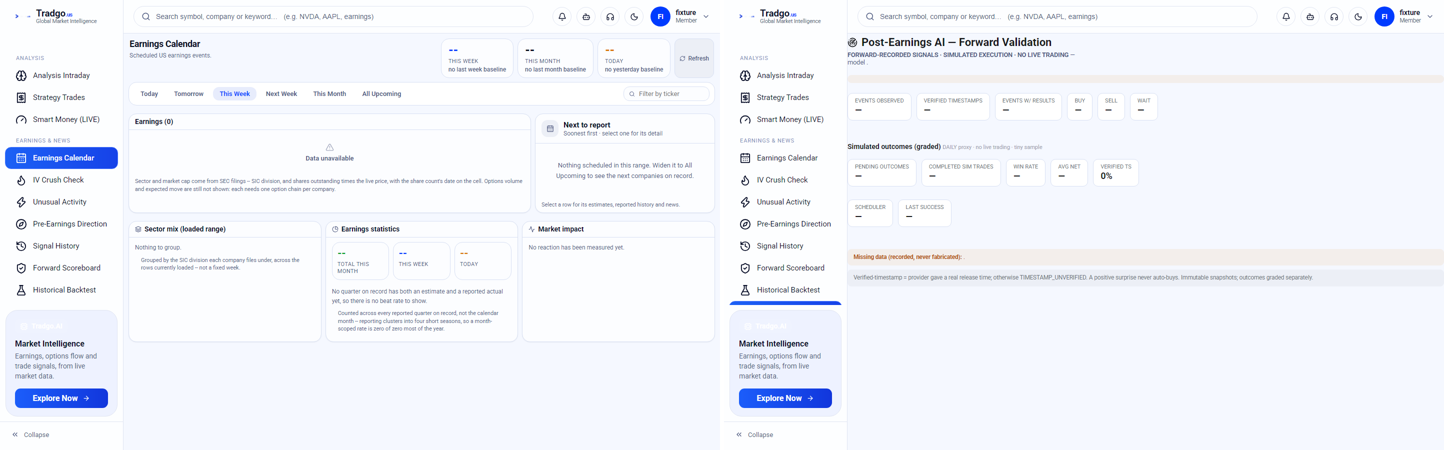 Tradgo.us
Global Market Intelligence
Search symbol, company or keyword... (e.g. NVDA, AAPL, earnings)
FI
fixture
Member
ANALYSIS
Analysis Intraday
Strategy Trades
Smart Money (LIVE)
EARNINGS & NEWS
Earnings Calendar
IV Crush Check
Unusual Activity
Pre-Earnings Direction
Signal History
Forward Scoreboard
Historical Backtest
Tradgo AI
Market Intelligence
Earnings, options flow and
trade signals, from live
market data.
Explore Now
Collapse
Earnings Calendar
Scheduled US earnings events.
--
THIS WEEK
no last week baseline
--
THIS MONTH
no last month baseline
--
TODAY
no yesterday baseline
Refresh
Today
Tomorrow
This Week
Next Week
This Month
All Upcoming
Filter by ticker
Earnings (0)
Data unavailable
Sector and market cap come from SEC filings – SIC division, and shares outstanding times the live price, with the share count's date on the cell. Options volume
and expected move are still not shown: each needs one option chain per company.
Next to report
Soonest first · select one for its detail
Nothing scheduled in this range. Widen it to All
Upcoming to see the next companies on record.
Select a row for its estimates, reported history and news.
Sector mix (loaded range)
Nothing to group.
Grouped by the SIC division each company files under, across the
rows currently loaded – not a fixed week.
Earnings statistics
--
TOTAL THIS
MONTH
--
THIS WEEK
--
TODAY
No quarter on record has both an estimate and a reported actual
yet, so there is no beat rate to show.
Counted across every reported quarter on record, not the calendar
month – reporting clusters into four short seasons, so a month-
scoped rate is zero of zero most of the year.
Market impact
No reaction has been measured yet.
Tradgo.us
Global Market Intelligence
Search symbol, company or keyword... (e.g. NVDA, AAPL, earnings)
FI
fixture
Member
ANALYSIS
Analysis Intraday
Strategy Trades
Smart Money (LIVE)
EARNINGS & NEWS
Earnings Calendar
IV Crush Check
Unusual Activity
Pre-Earnings Direction
Signal History
Forward Scoreboard
Historical Backtest
Market Intelligence
Earnings, options flow and
trade signals, from live
market data.
Explore Now
Collapse
Post-Earnings AI — Forward Validation
FORWARD-RECORDED SIGNALS · SIMULATED EXECUTION · NO LIVE TRADING —
model .
EVENTS OBSERVED
—
VERIFIED TIMESTAMPS
—
EVENTS W/ RESULTS
—
BUY
—
SELL
—
WAIT
—
Simulated outcomes (graded) DAILY proxy · no live trading · tiny sample
PENDING OUTCOMES
—
COMPLETED SIM TRADES
—
WIN RATE
—
AVG NET
—
VERIFIED TS
0%
SCHEDULER
—
LAST SUCCESS
—
Missing data (recorded, never fabricated):
Verified-timestamp = provider gave a real release time; otherwise TIMESTAMP_UNVERIFIED. A positive surprise never auto-buys. Immutable snapshots; outcomes graded separately.